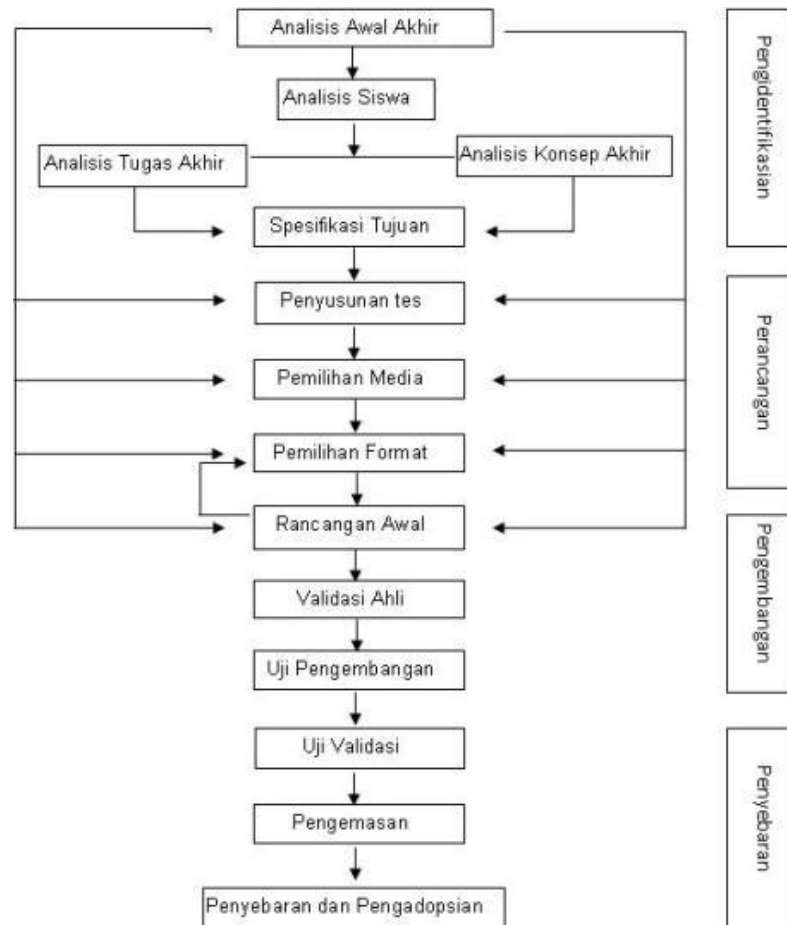 Analisis Awal Akhir
Analisis Siswa
Analisis Tugas Akhir
Analisis Konsep Akhir
Spesifikasi Tujuan
Penyusunan tes
Pemilihan Media
Pemilihan Format
Rancangan Awal
Validasi Ahli
Uji Pengembangan
Uji Validasi
Pengemasan
Penyebaran dan Pengadopsian
Pengidentifikasian
Perancangan
Pengembangan
Penyebaran